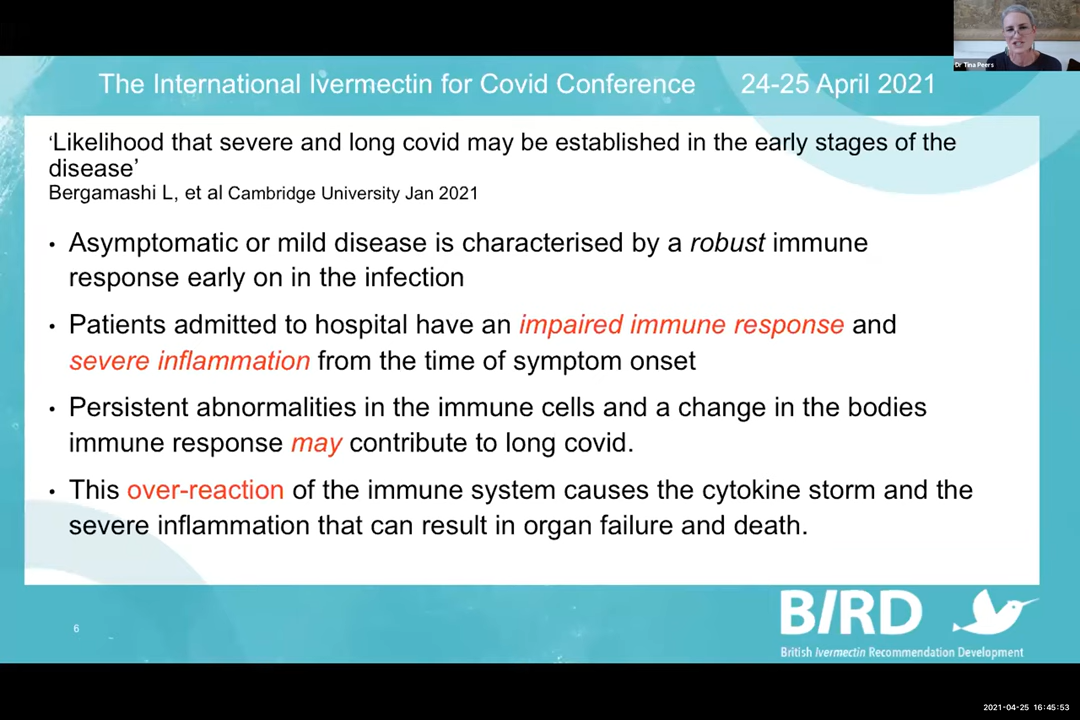 Dr Tina Peers
The International Ivermectin for Covid Conference 24-25 April 2021
‘Likelihood that severe and long covid may be established in the early stages of the
disease’
Bergamashi L, et al Cambridge University Jan 2021
• Asymptomatic or mild disease is characterised by a robust immune
response early on in the infection
• Patients admitted to hospital have an impaired immune response and
severe inflammation from the time of symptom onset
• Persistent abnormalities in the immune cells and a change in the bodies
immune response may contribute to long covid.
• This over-reaction of the immune system causes the cytokine storm and the
severe inflammation that can result in organ failure and death.
6
BIRD
British Ivermectin Recommendation Development
2021-04-25 16:45:53